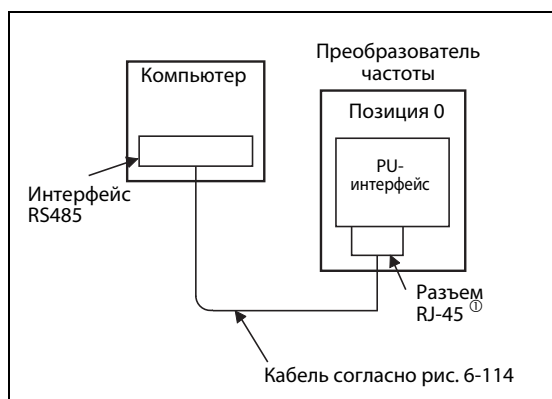 Преобразователь
частоты
Компьютер
Позиция 0
PU-
интерфейс
Интерфейс
RS485
Разъем
RJ-45 ①
Кабель согласно рис. 6-114